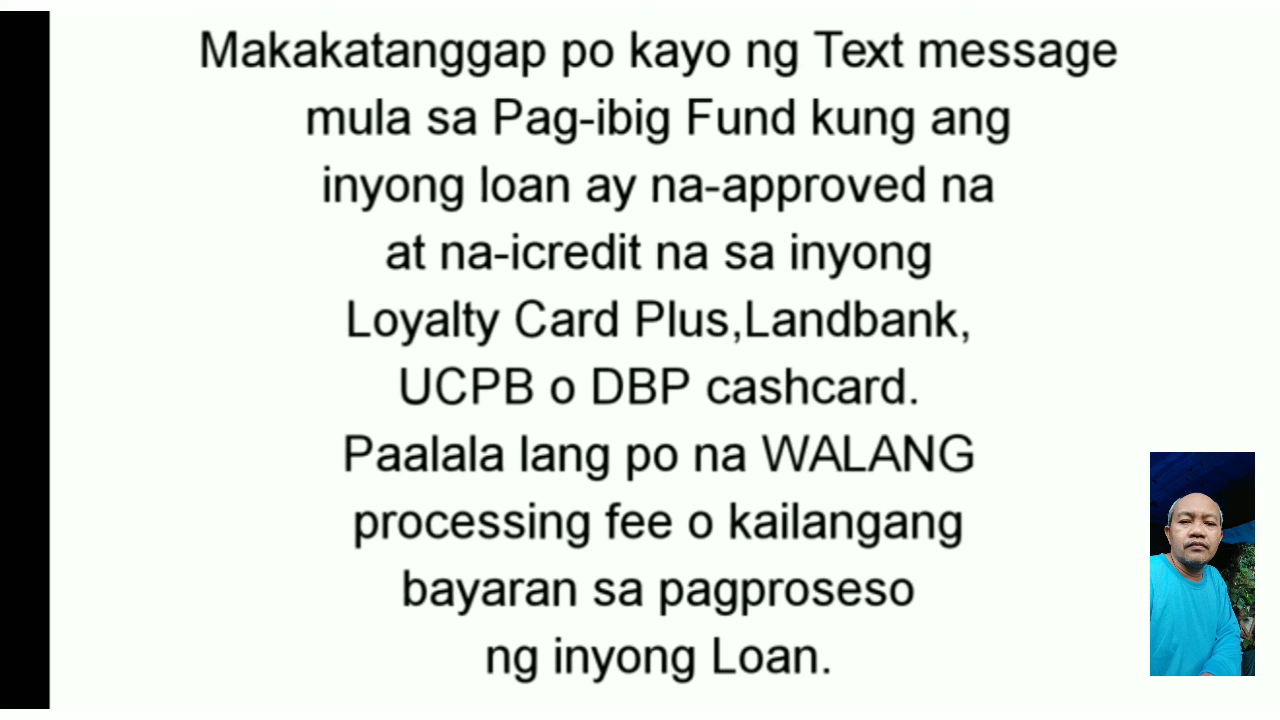 Makakatanggap po kayo ng Text message
mula sa Pag-ibig Fund kung ang
inyong loan ay na-approved na
at na-icredit na sa inyong
Loyalty Card Plus,Landbank,
UCPB o DBP cashcard.
Paalala lang po na WALANG
processing fee o kailangang
bayaran sa pagproseso
ng inyong Loan.